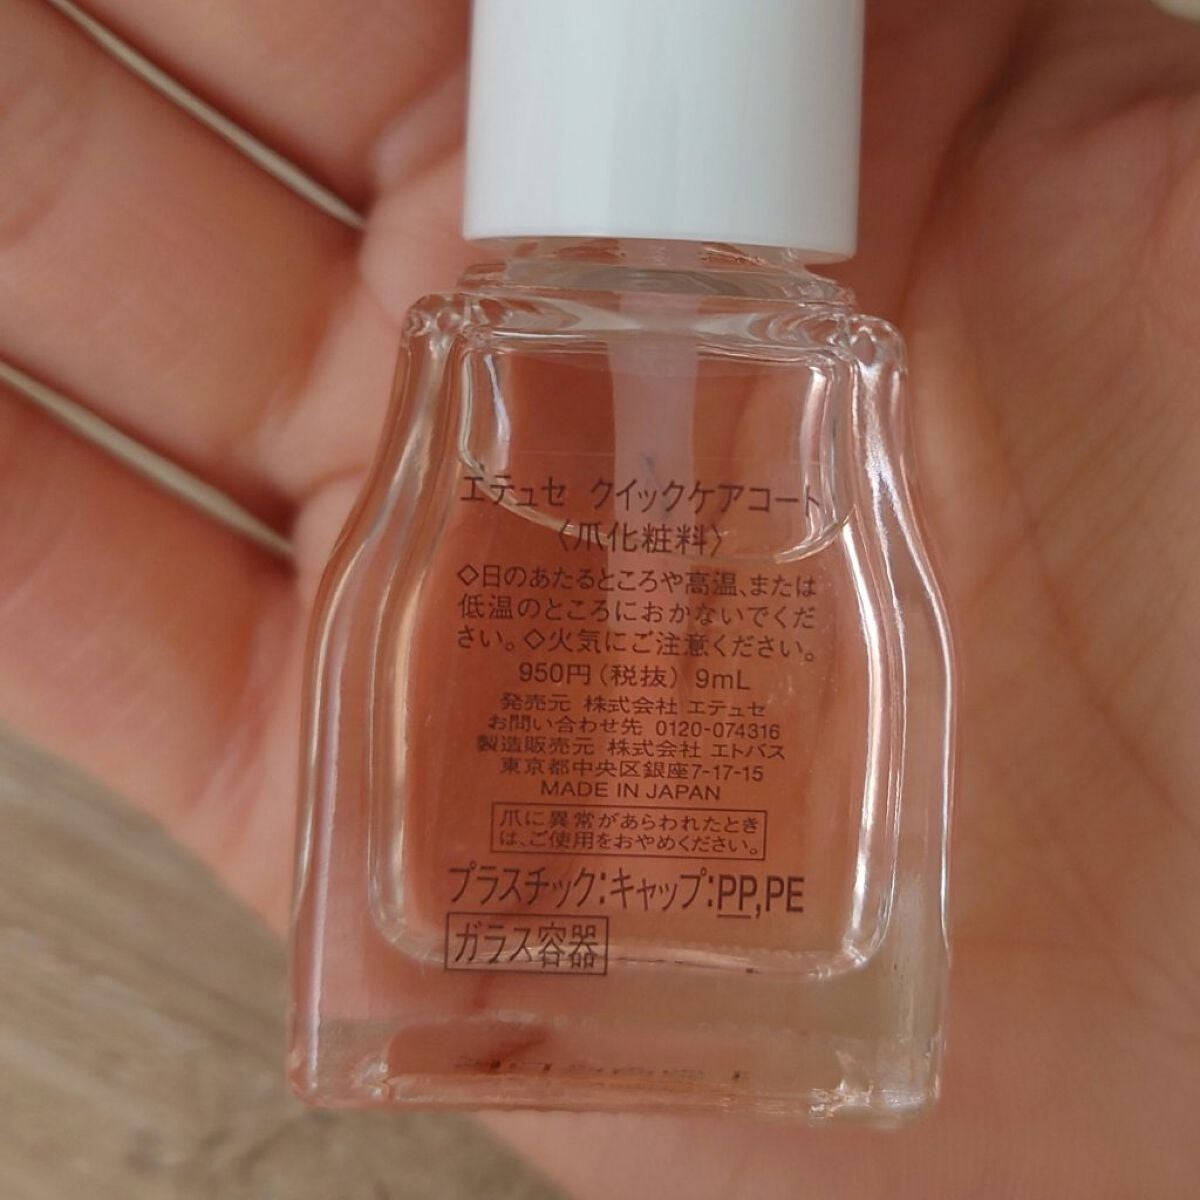 エテュセ クイックケアコート
〈爪化粧料〉
◇日のあたるところや高温、または
低温のところにおかないでくだ
さい。◇火気にご注意ください。
950円(税抜) 9mL
発売元 株式会社 エテュセ
お問い合わせ先 0120-074316
製造販売元 株式会社 エトバス
東京都中央区銀座7-17-15
MADE IN JAPAN
爪に異常があらわれたとき
は、ご使用をおやめください。
プラスチック:キャップ:PP,PE
ガラス容器